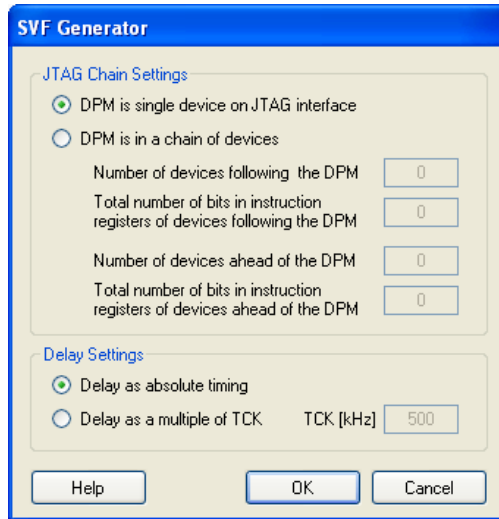 SVF Generator
JTAG Chain Settings
DPM is single device on JTAG interface
DPM is in a chain of devices
Number of devices following the DPM 0
Total number of bits in instruction
registers of devices following the DPM 0
Number of devices ahead of the DPM 0
Total number of bits in instruction
registers of devices ahead of the DPM 0
Delay Settings
Delay as absolute timing
Delay as a multiple of TCK TCK [kHz] 500
Help OK Cancel